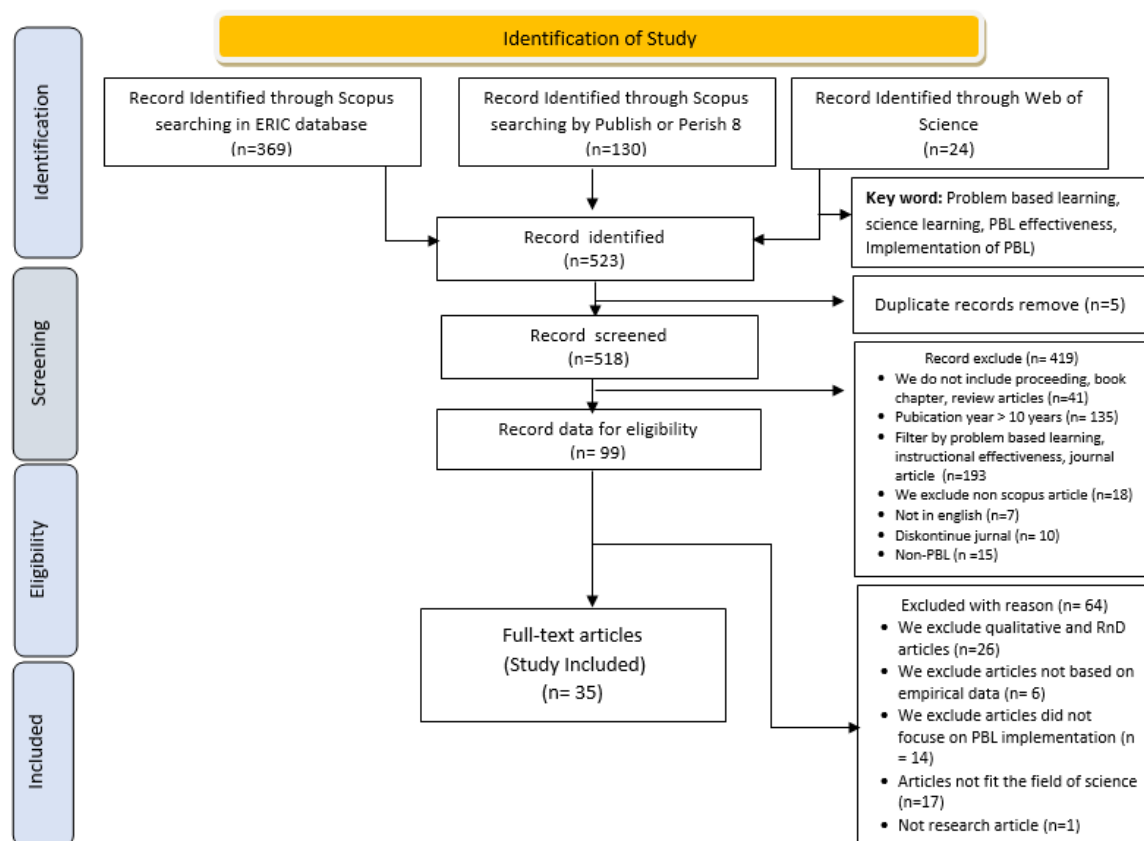 Identification of Study
Identification
Record Identified through Scopus
searching in ERIC database
(n=369)
Record Identified through Scopus
searching by Publish or Perish 8
(n=130)
Record Identified through Web of
Science
(n=24)
Key word: Problem based learning,
science learning, PBL effectiveness,
Implementation of PBL)
Record identified
(n=523)
Screening
Duplicate records remove (n=5)
Record screened
(n=518)
Record exclude (n= 419)
• We do not include proceeding, book
chapter, review articles (n=41)
• Pubication year > 10 years (n= 135)
• Filter by problem based learning,
instructional effectiveness, journal
article (n=193
• We exclude non scopus article (n=18)
• Not in english (n=7)
• Diskontinue jurnal (n= 10)
• Non-PBL (n =15)
Record data for eligibility
(n= 99)
Eligibility
Excluded with reason (n= 64)
• We exclude qualitative and RnD
articles (n=26)
• We exclude articles not based on
empirical data (n= 6)
• We exclude articles did not
focuse on PBL implementation (n
= 14)
• Articles not fit the field of science
(n=17)
• Not research article (n=1)
Full-text articles
(Study Included)
(n= 35)
Included